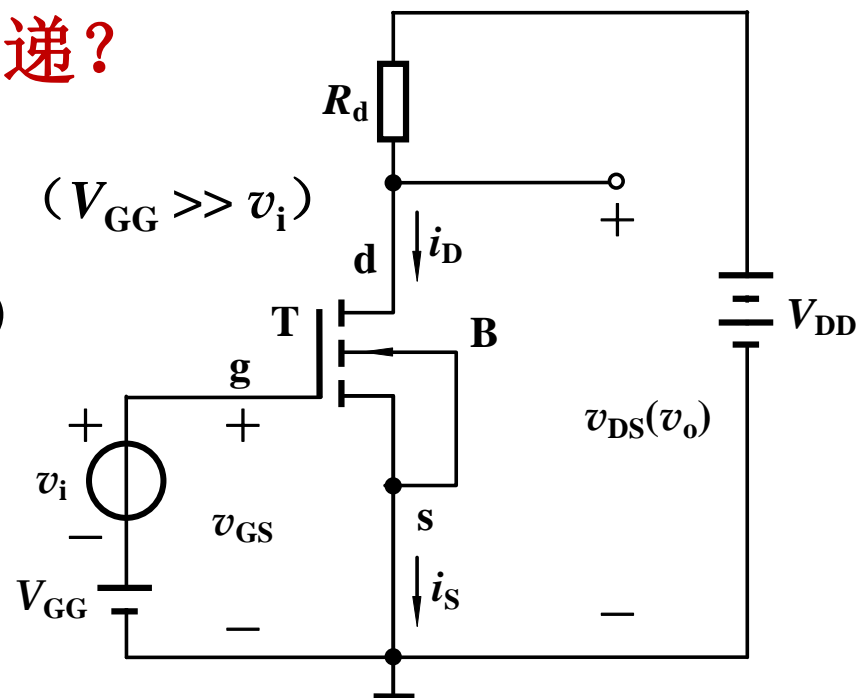 递？
R_d
（V_GG >> v_i）
+
i_D
d
)
T
B
V_DD
g
+
+
v_DS(v_o)
v_i
−
v_GS
s
V_GG
i_S
−
−